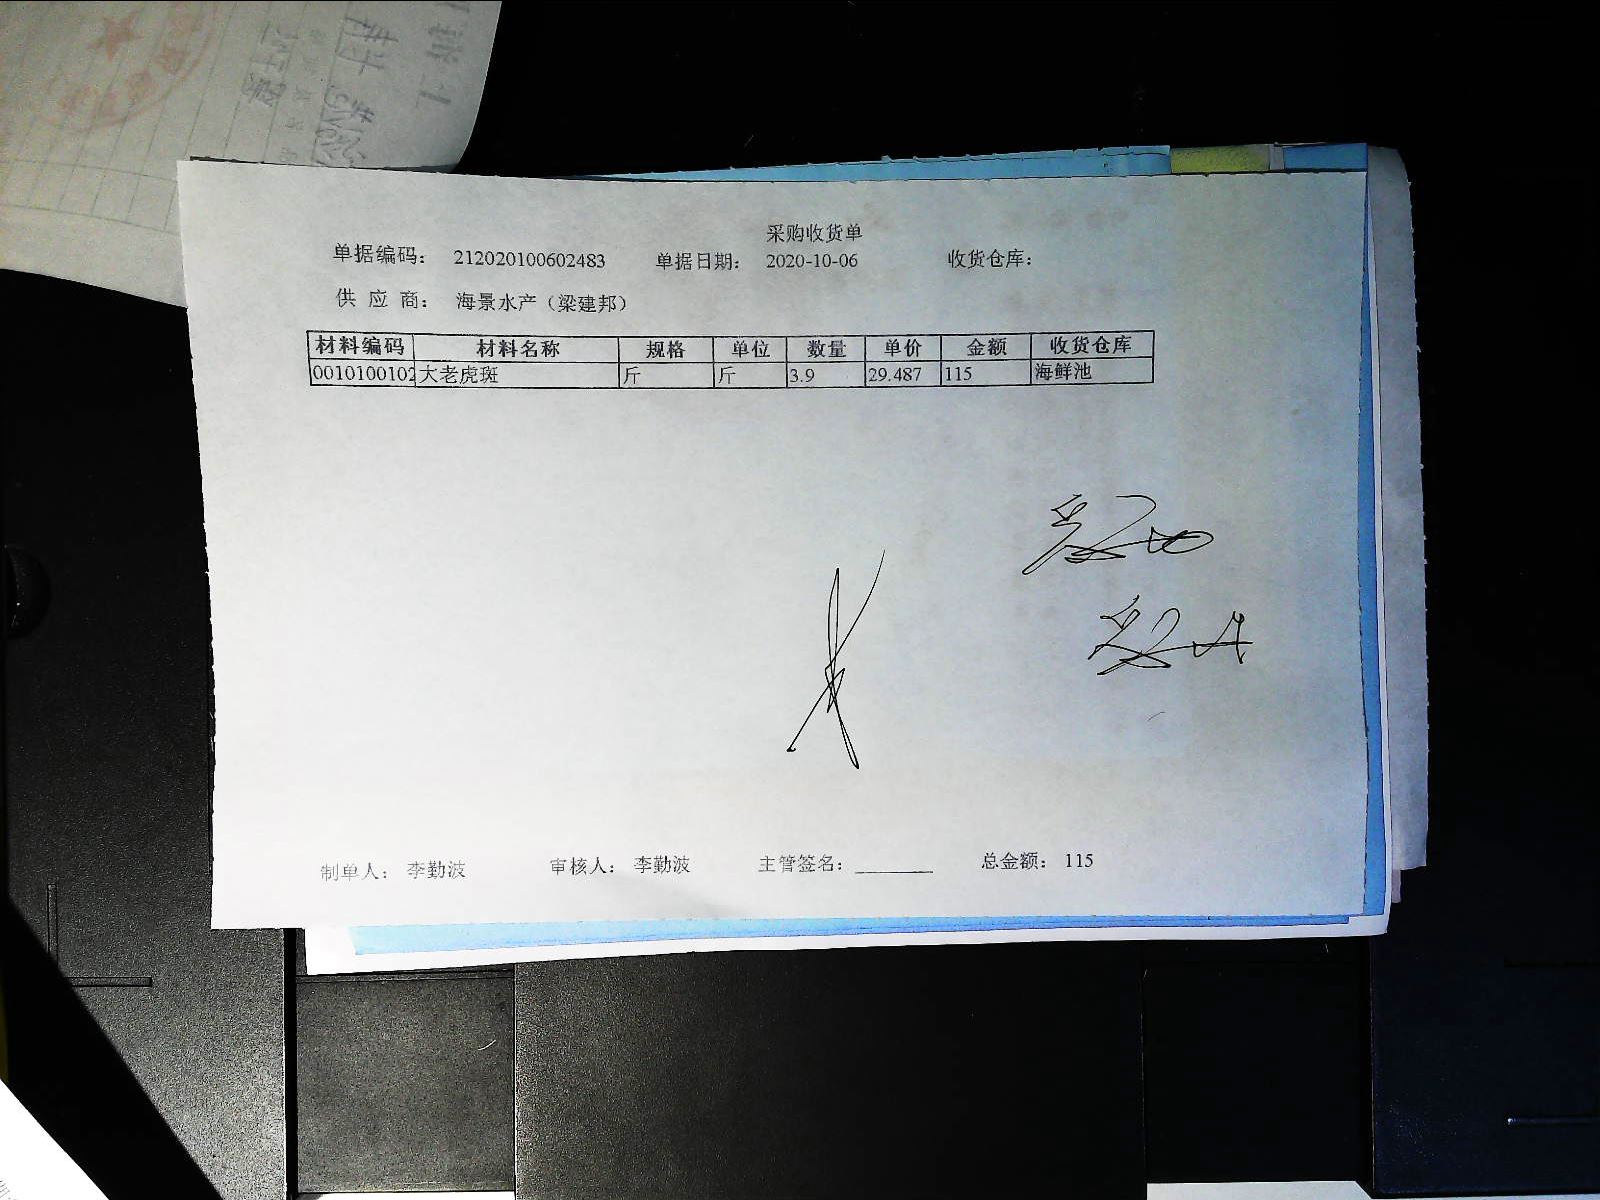 采购收货单
单据编码： 212020100602483 单据日期： 2020-10-06 收货仓库：
供 应 商： 海景水产（梁建邦）
材料编码 材料名称 规格 单位 数量 单价 金额 收货仓库
0010100102 大老虎斑 斤 斤 3.9 29.487 115 海鲜池
制单人： 李勤波 审核人： 李勤波 主管签名： 总金额： 115